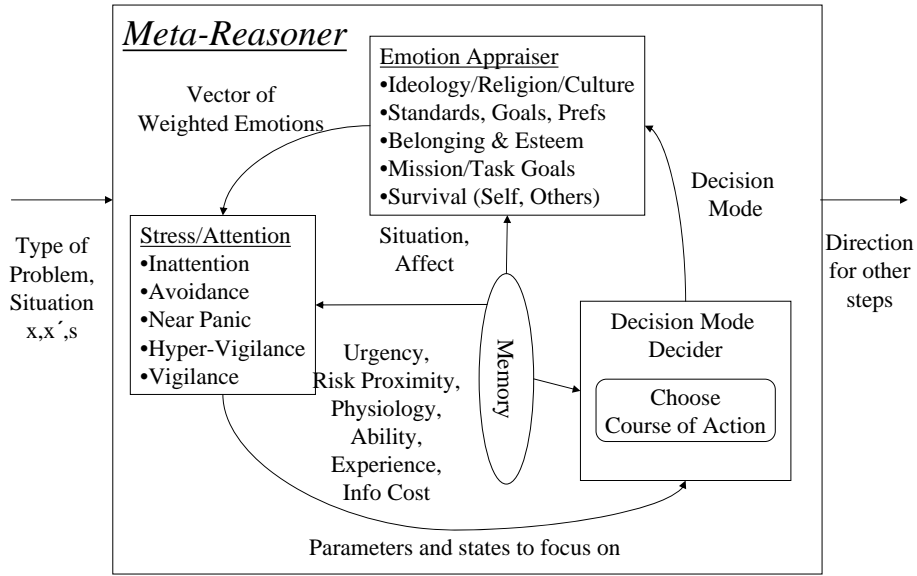 Meta-Reasoner
Emotion Appraiser
•Ideology/Religion/Culture
•Standards, Goals, Prefs
•Belonging & Esteem
•Mission/Task Goals
•Survival (Self, Others)
Vector of
Weighted Emotions
Decision
Mode
Type of
Problem,
Situation
x,x´,s
Stress/Attention
•Inattention
•Avoidance
•Near Panic
•Hyper-Vigilance
•Vigilance
Situation,
Affect
Direction
for other
steps
Urgency,
Risk Proximity,
Physiology,
Ability,
Experience,
Info Cost
Memory
Decision Mode
Decider
Choose
Course of Action
Parameters and states to focus on